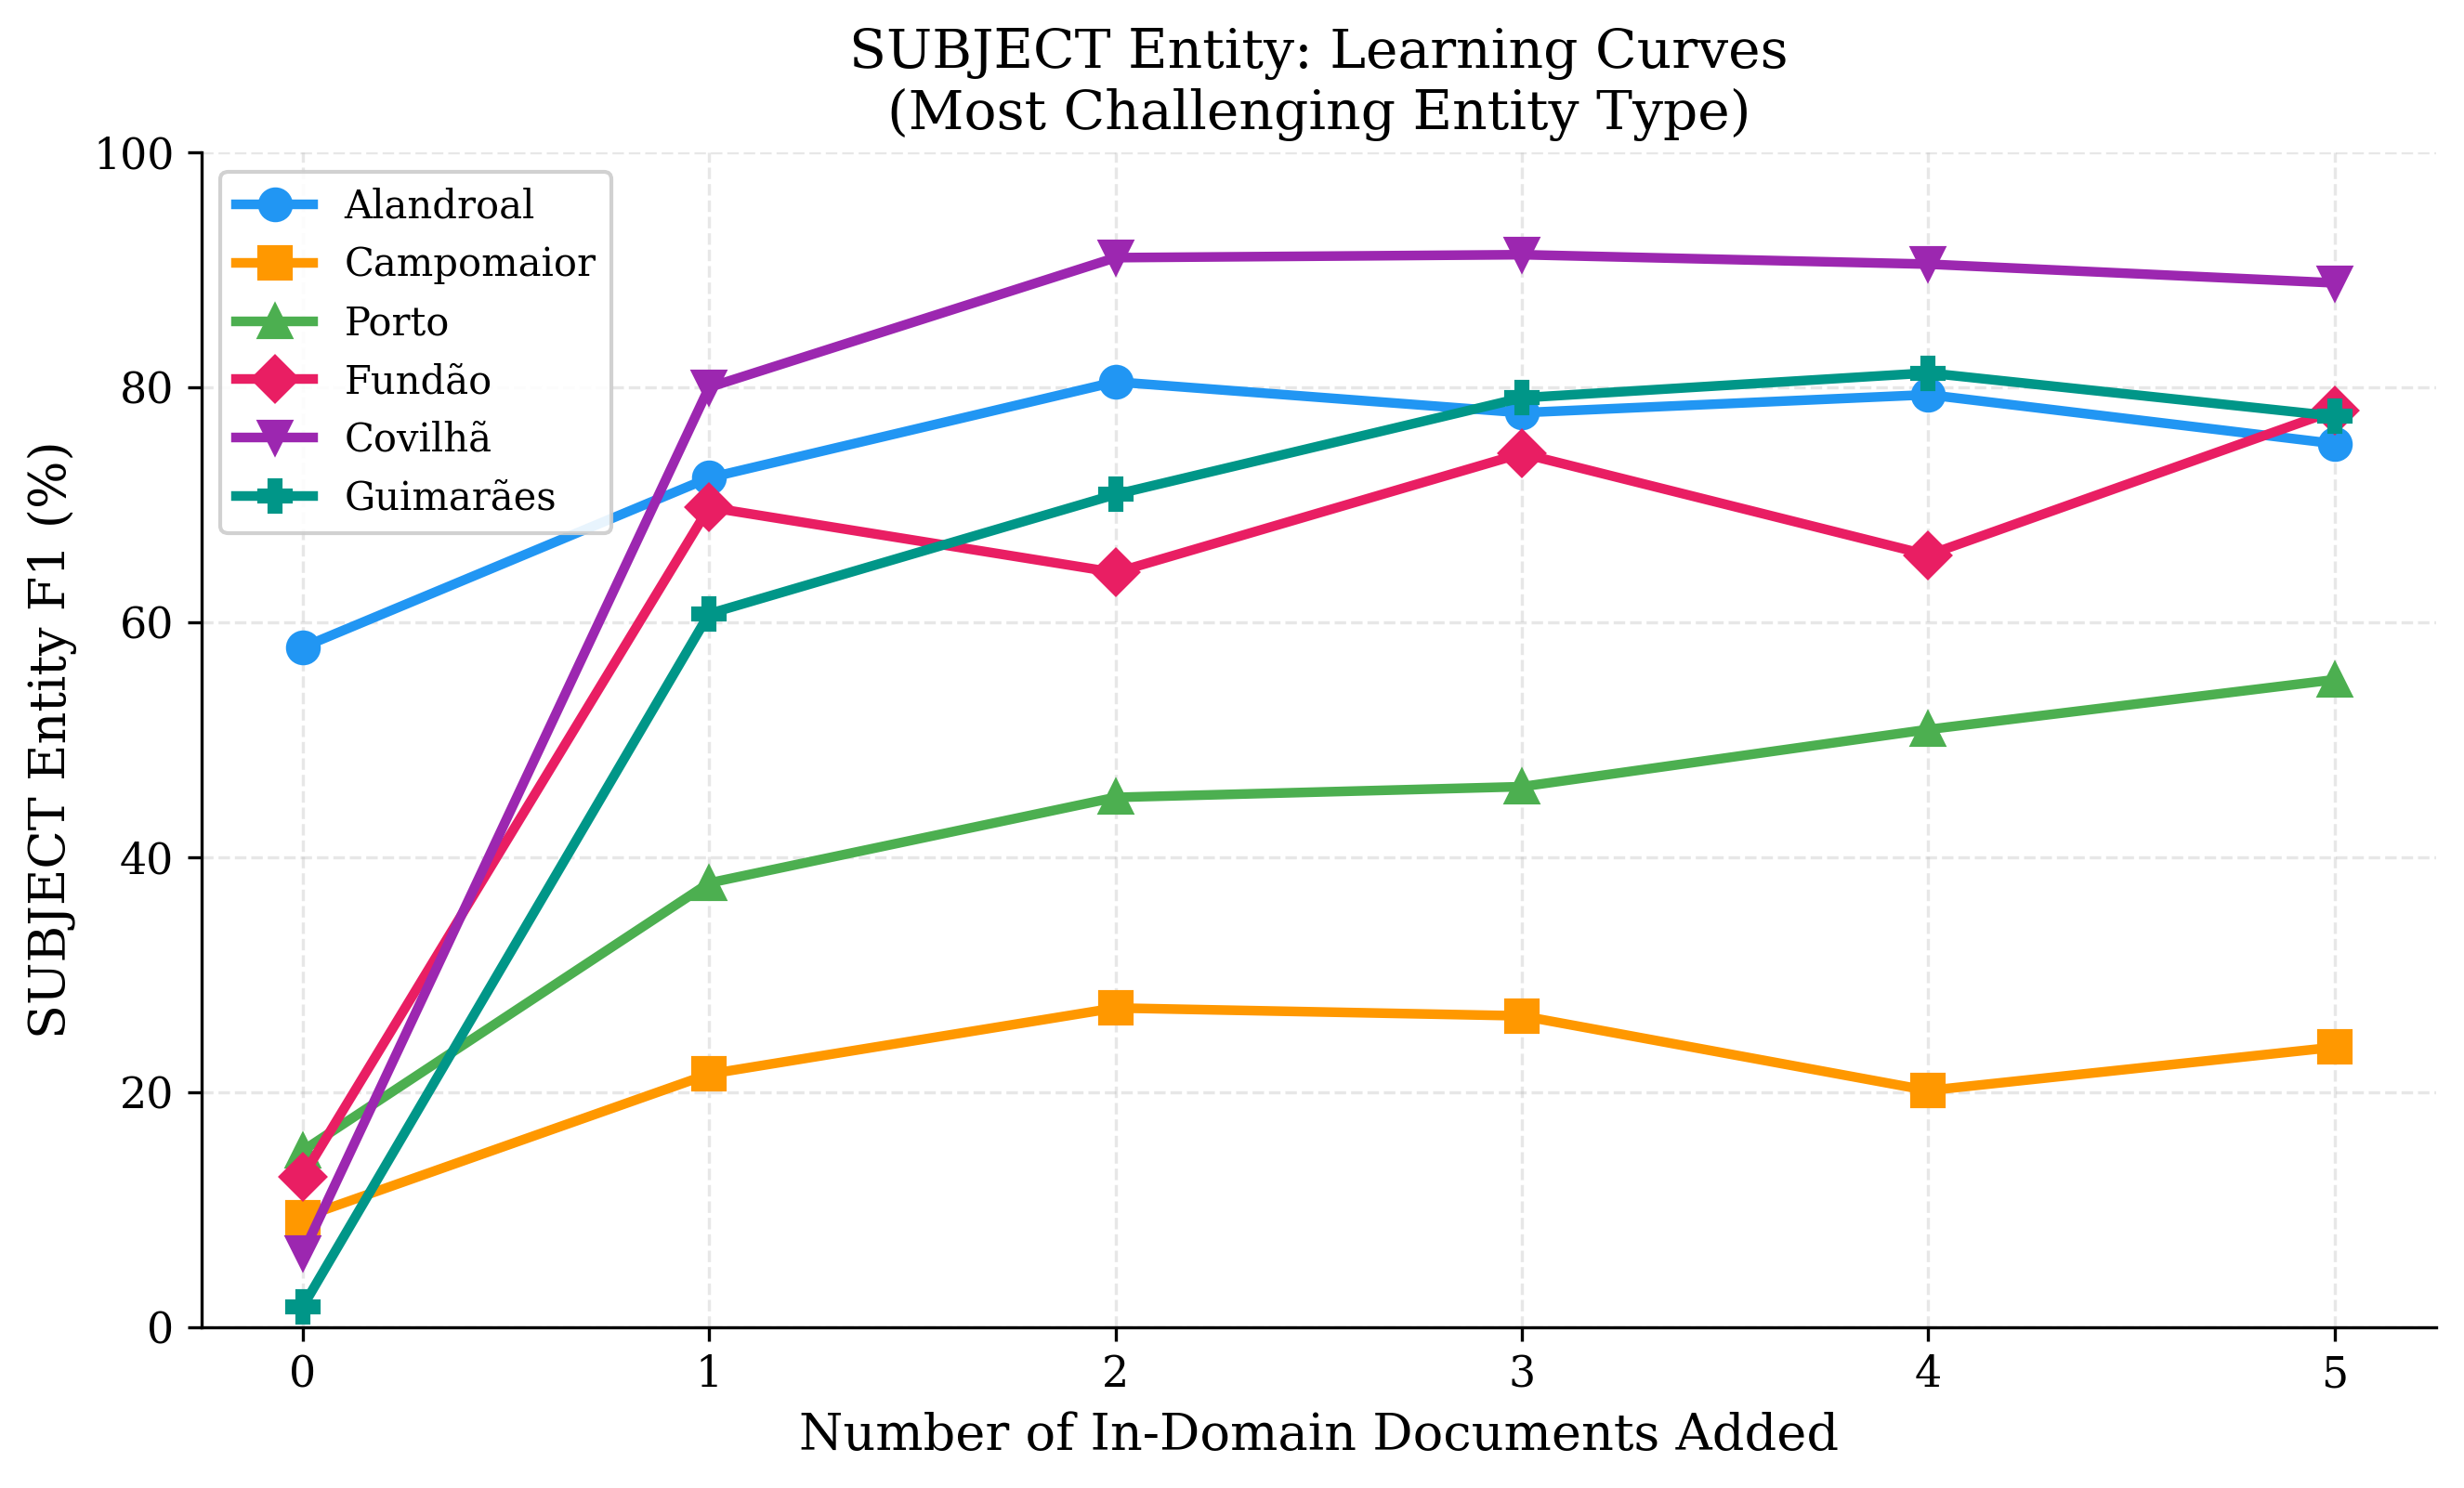 SUBJECT Entity: Learning Curves
(Most Challenging Entity Type)
100
80
60
40
20
0
SUBJECT Entity F1 (%)
Alandroal
Campomaior
Porto
Fundão
Covilhã
Guimarães
0 1 2 3 4 5
Number of In-Domain Documents Added